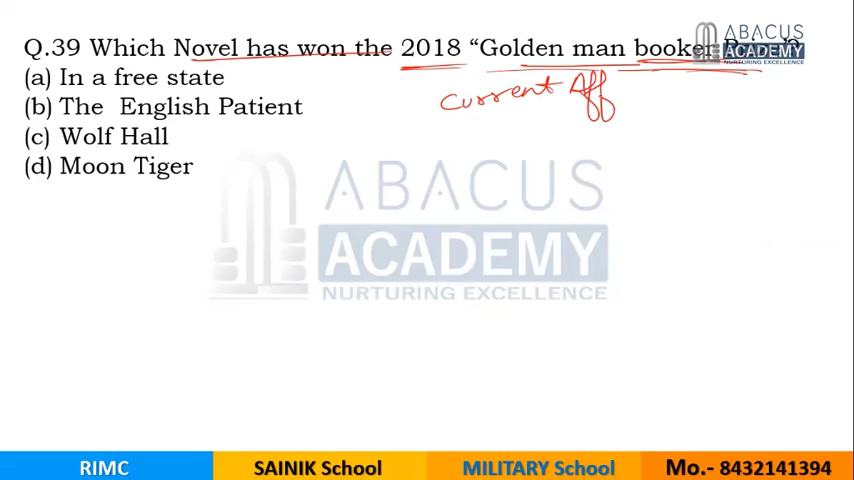 ABACUS
ACADEMY
NURTURING EXCELLENCE
Q.39 Which Novel has won the 2018 “Golden man booker
(a) In a free state
Current Aff
(b) The English Patient
(c) Wolf Hall
(d) Moon Tiger
ABACUS
ACADEMY
NURTURING EXCELLENCE
RIMC SAINIK School MILITARY School Mo.- 8432141394